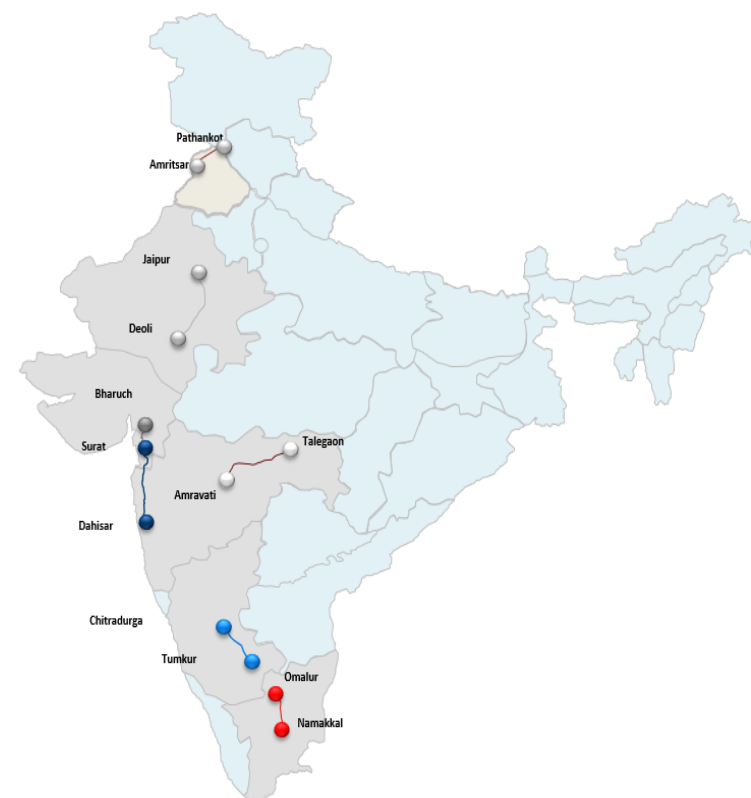 Pathankot
Amritsar
Jaipur
Deoli
Bharuch
Surat
Talegaon
Amravati
Dahisar
Chitradurga
Tumkur
Omalur
Namakkal